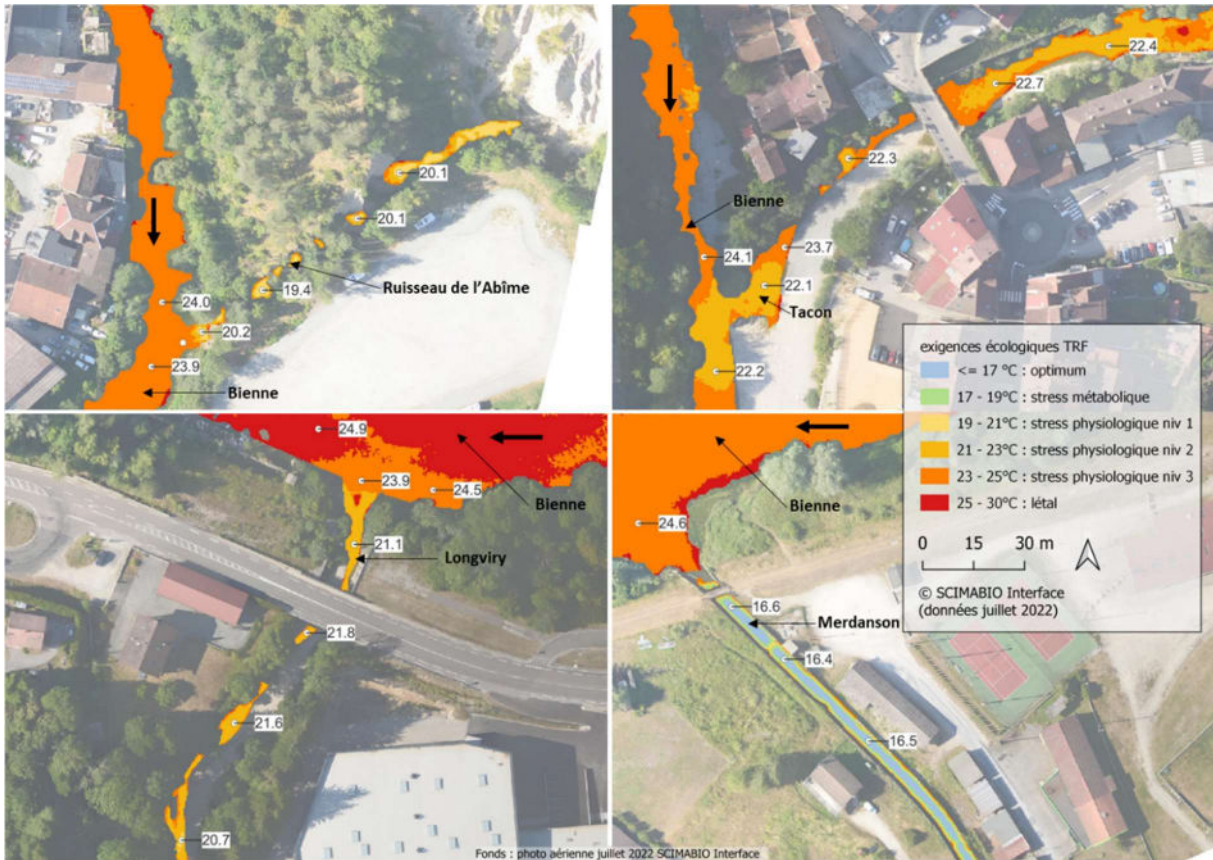 20.1
20.1
Ruisseau de l'Abîme
19.4
24.0
20.2
23.9
Bienne
22.4
22.7
22.3
Bienne
23.7
24.1
22.1
Tacon
22.2
24.9
23.9
24.5
Bienne
21.1
Longviry
21.8
21.6
20.7
Bienne
24.6
16.6
Merdanson
16.4
16.5
exigences écologiques TRF
<= 17 °C : optimum
17 - 19°C : stress métabolique
19 - 21°C : stress physiologique niv 1
21 - 23°C : stress physiologique niv 2
23 - 25°C : stress physiologique niv 3
25 - 30°C : létal
0 15 30 m
© SCIMABIO Interface
(données juillet 2022)
Fonds : photo aérienne juillet 2022 SCIMABIO Interface